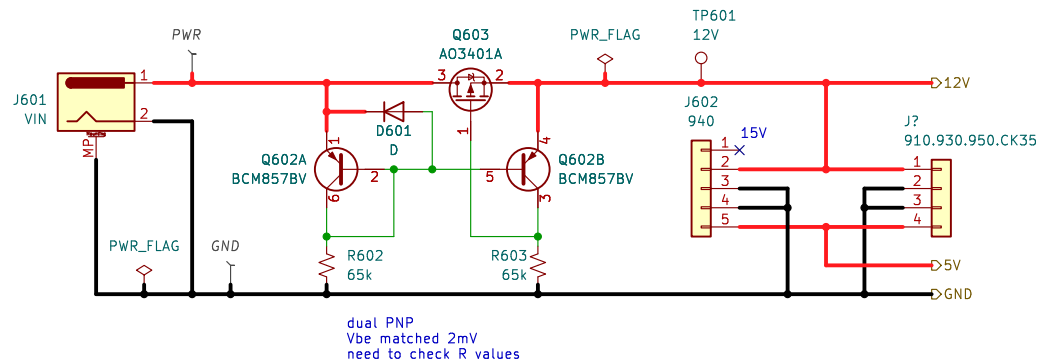 PWR
J601
VIN
1
2
MP
PWR_FLAG
GND
Q602A
BCM857BV
1
2
6
D601
D
R602
65k
Q603
AO3401A
3
2
1
Q602B
BCM857BV
4
5
3
R603
65k
PWR_FLAG
TP601
12V
J602
940
15V
1
2
3
4
5
J?
910.930.950.CK35
1
2
3
4
12V
5V
GND
dual PNP
Vbe matched 2mV
need to check R values